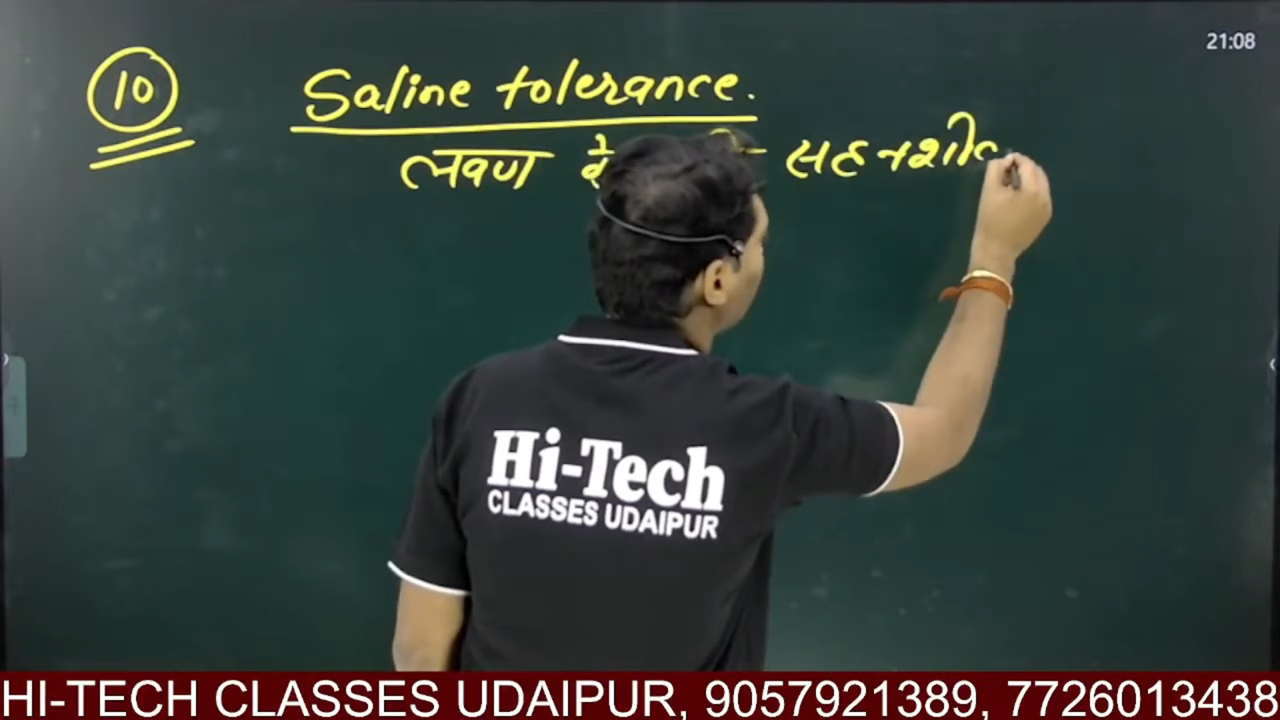 10 Saline tolerance.
21:08
लवण सहनशील
Hi-Tech
CLASSES UDAIPUR
HI-TECH CLASSES UDAIPUR, 9057921389, 7726013438